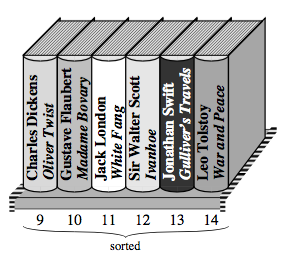 Charles Dickens
Oliver Twist
Gustave Flaubert
Madame Bovary
Jack London
White Fang
Sir Walter Scott
Ivanhoe
Jonathan Swift
Gulliver's Travels
Leo Tolstoy
War and Peace
9 10 11 12 13 14
sorted